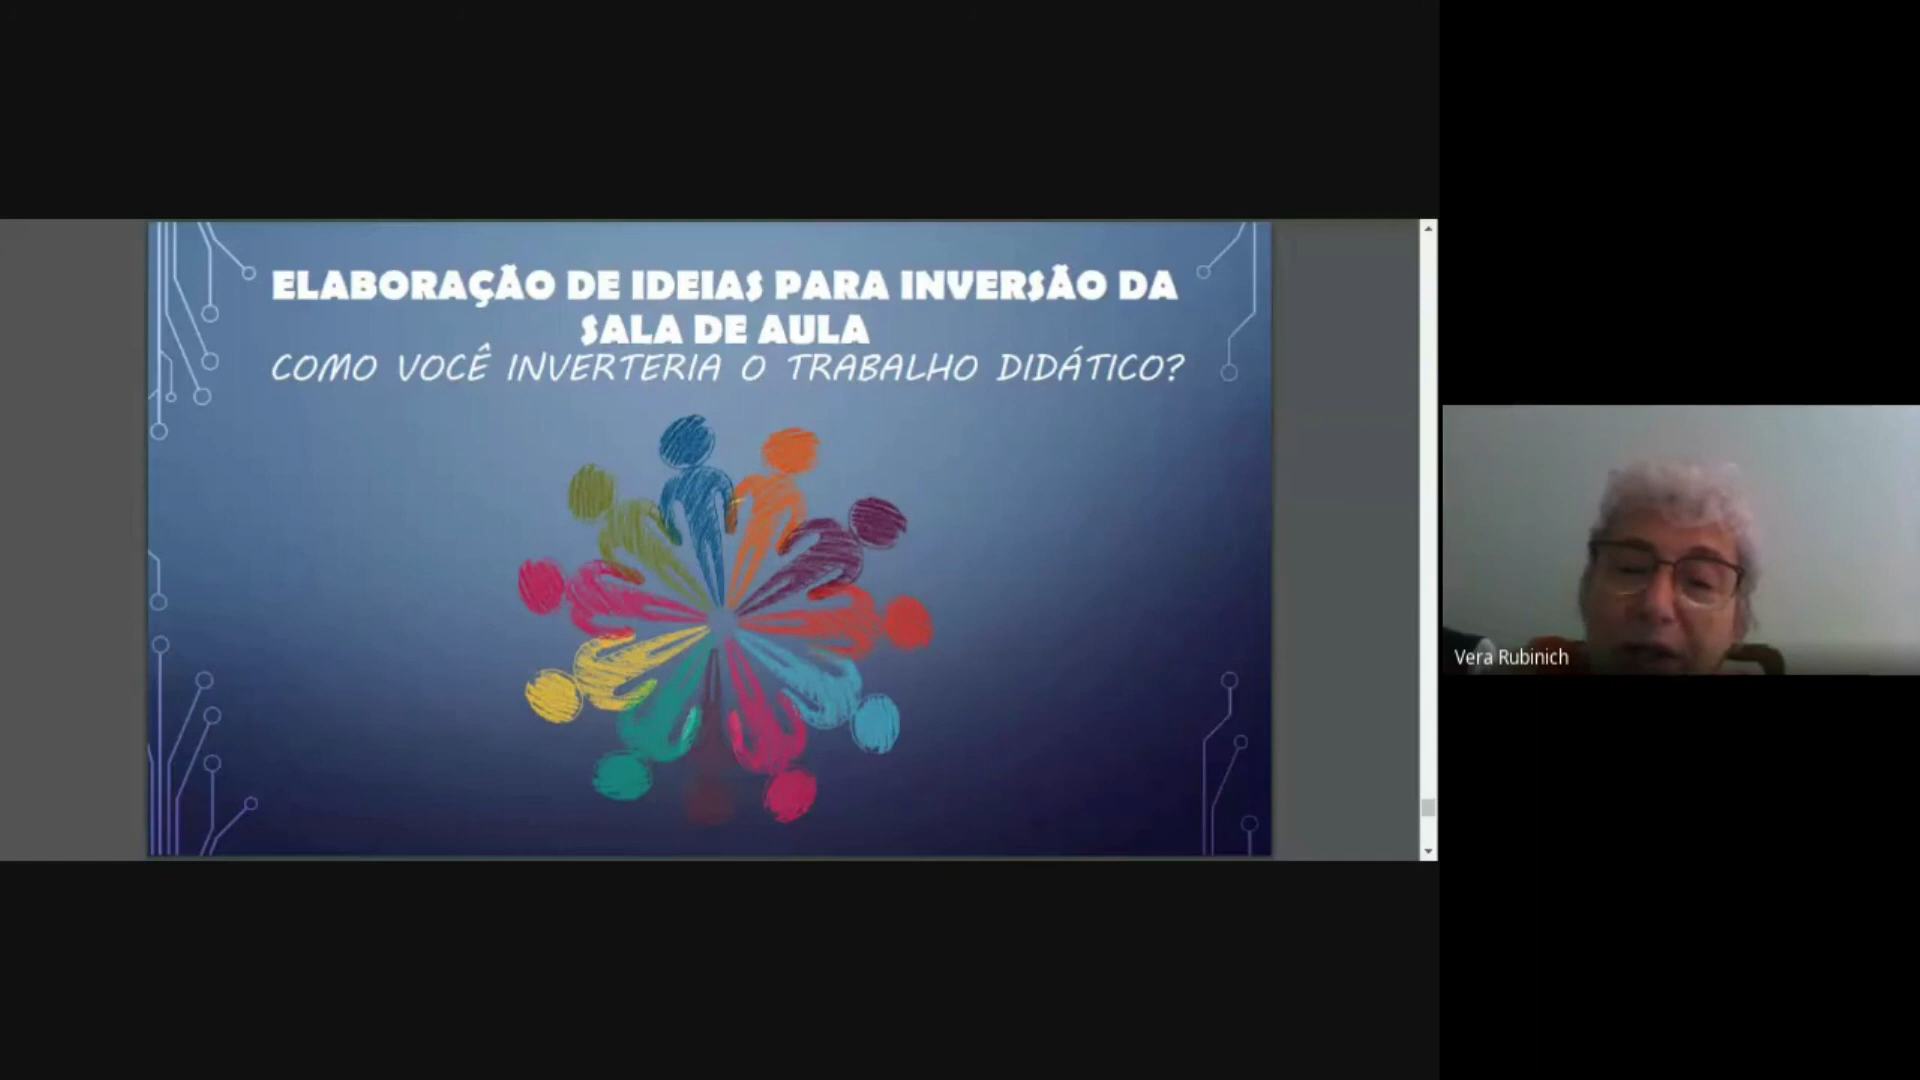 ELABORAÇÃO DE IDEIAS PARA INVERSÃO DA
SALA DE AULA
COMO VOCÊ INVERTERIA O TRABALHO DIDÁTICO?
Vera Rubinich